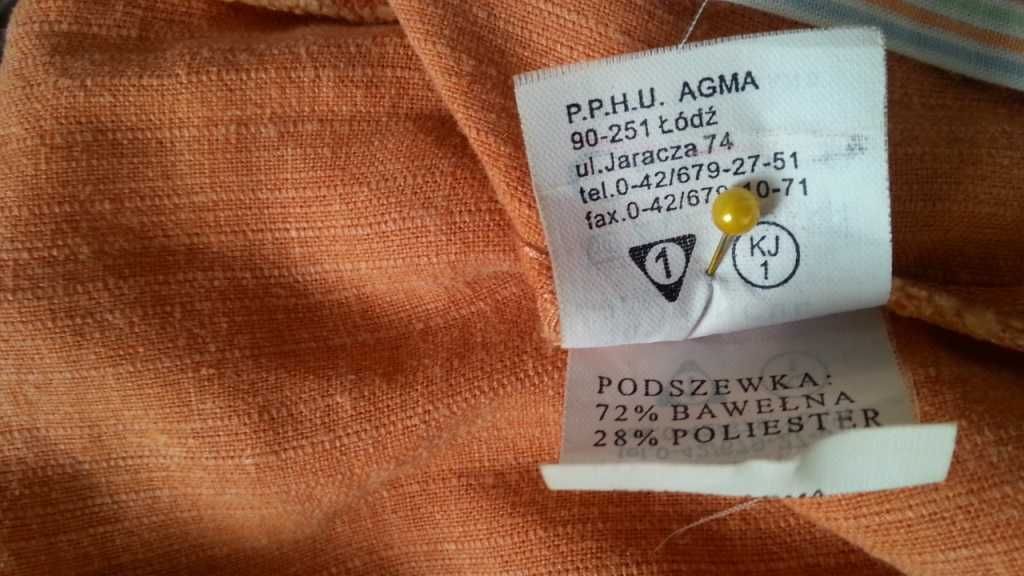 P.P.H.U. AGMA
90-251 Łódź
ul.Jaracza 74
tel.0-42/679-27-51
fax.0-42/679 10-71
1
KJ
1
PODSZEWKA:
72% BAWEŁNA
28% POLIESTER